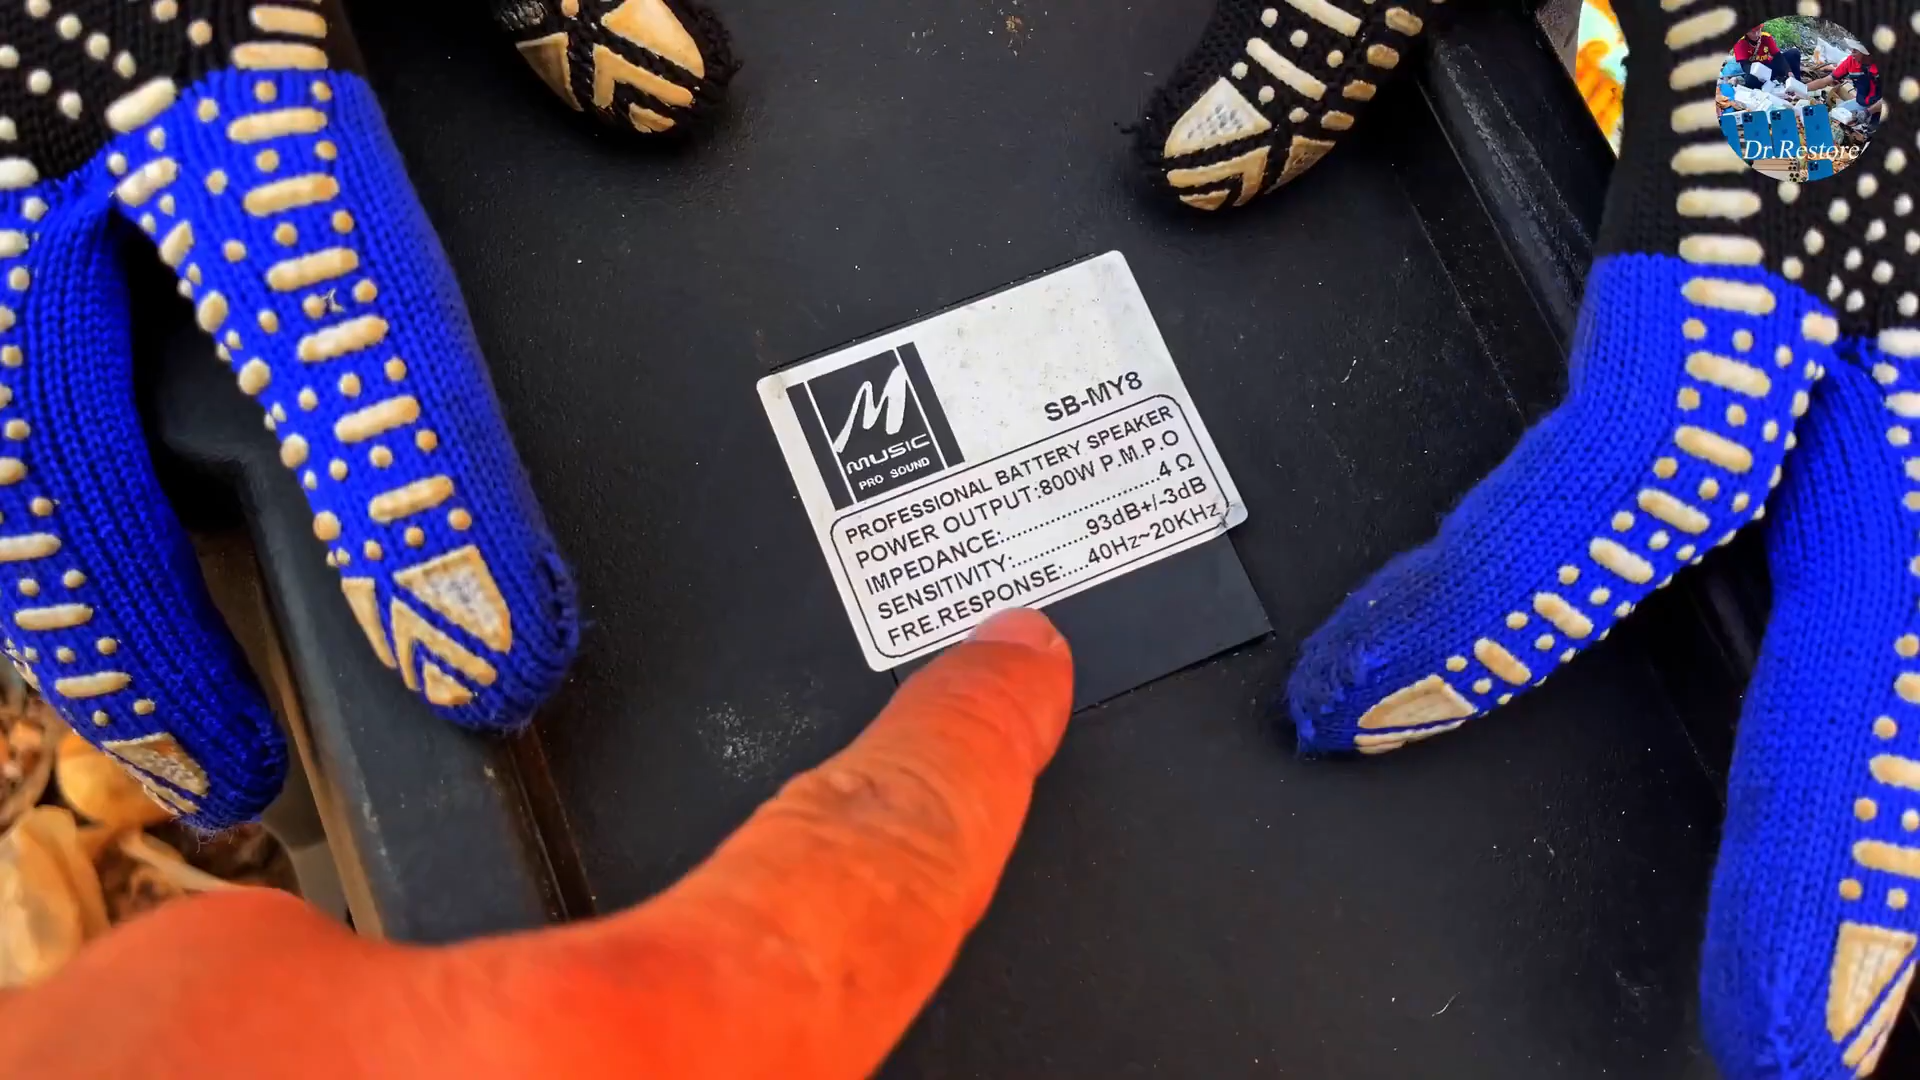 Dr.Restore
MUSIC
PRO SOUND
SB-MY8
PROFESSIONAL BATTERY SPEAKER
POWER OUTPUT:800W P.M.P.O
IMPEDANCE:........................4 Ω
SENSITIVITY:...........93dB+/-3dB
FRE.RESPONSE:....40Hz~20KHz